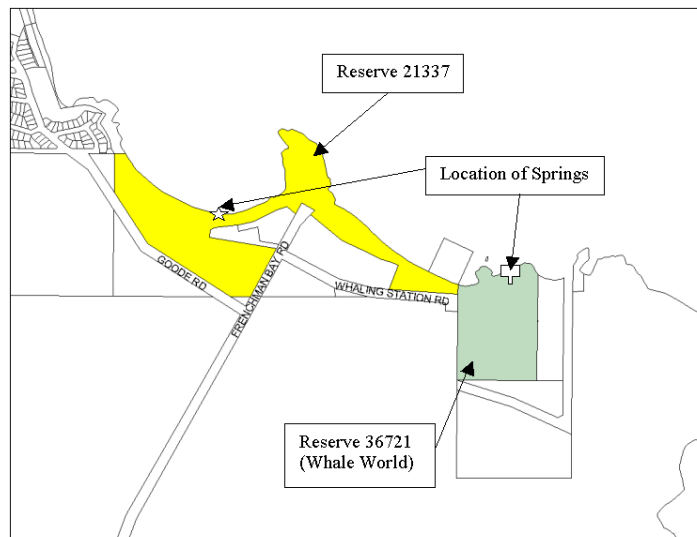 Reserve 21337
Location of Springs
GOODE RD
FRENCHMAN BAY RD
WHALING STATION RD
Reserve 36721
(Whale World)